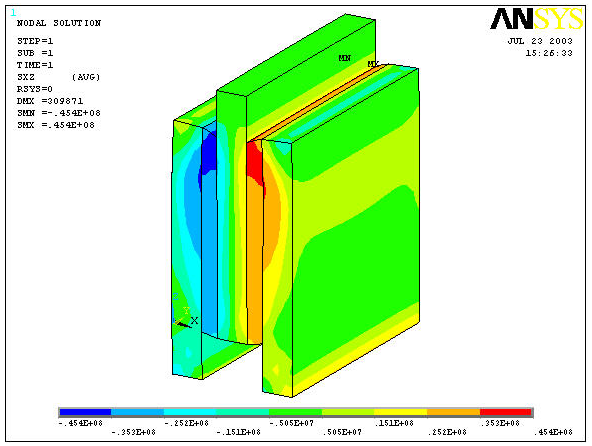 1
NODAL SOLUTION
ANSYS
STEP=1
SUB =1
TIME=1
SXZ (AVG)
RSYS=0
DMX =309871
SMN =-.454E+08
SMX =.454E+08
JUL 23 2003
15:26:33
MN
MX
Z
Y
X
-.454E+08 -.252E+08 -.505E+07 .151E+08 .353E+08
-.353E+08 -.151E+08 .505E+07 .252E+08 .454E+08